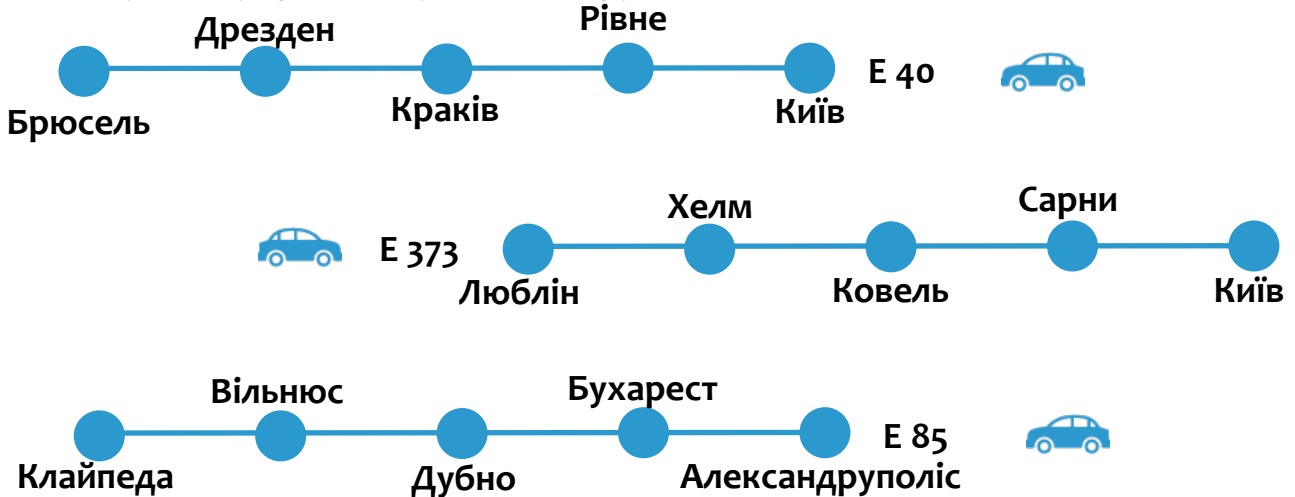 Дрезден
Рівне
Е 40
Брюсель
Краків
Київ
Хелм
Сарни
Е 373
Люблін
Ковель
Київ
Вільнюс
Бухарест
Е 85
Клайпеда
Дубно
Александруполіс